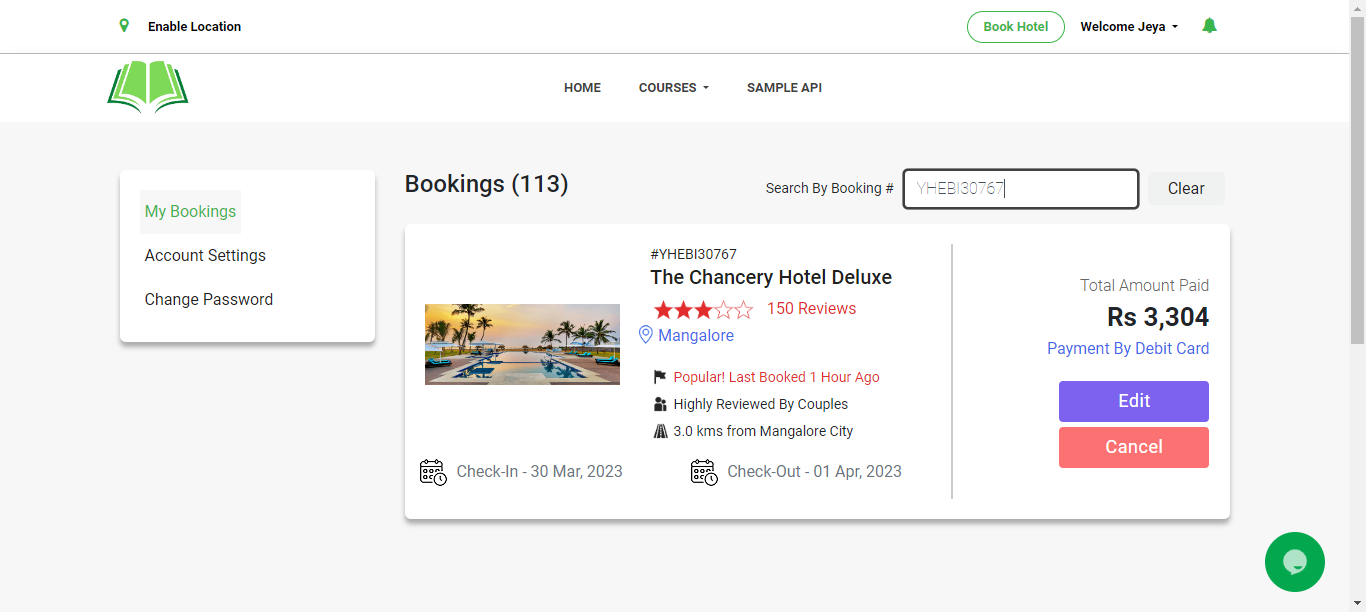 Enable Location
Book Hotel
Welcome Jeya
HOME
COURSES
SAMPLE API
My Bookings
Account Settings
Change Password
Bookings (113)
Search By Booking #
YHEBI30767
Clear
#YHEBI30767
The Chancery Hotel Deluxe
150 Reviews
Mangalore
Popular! Last Booked 1 Hour Ago
Highly Reviewed By Couples
3.0 kms from Mangalore City
Check-In - 30 Mar, 2023
Check-Out - 01 Apr, 2023
Total Amount Paid
Rs 3,304
Payment By Debit Card
Edit
Cancel